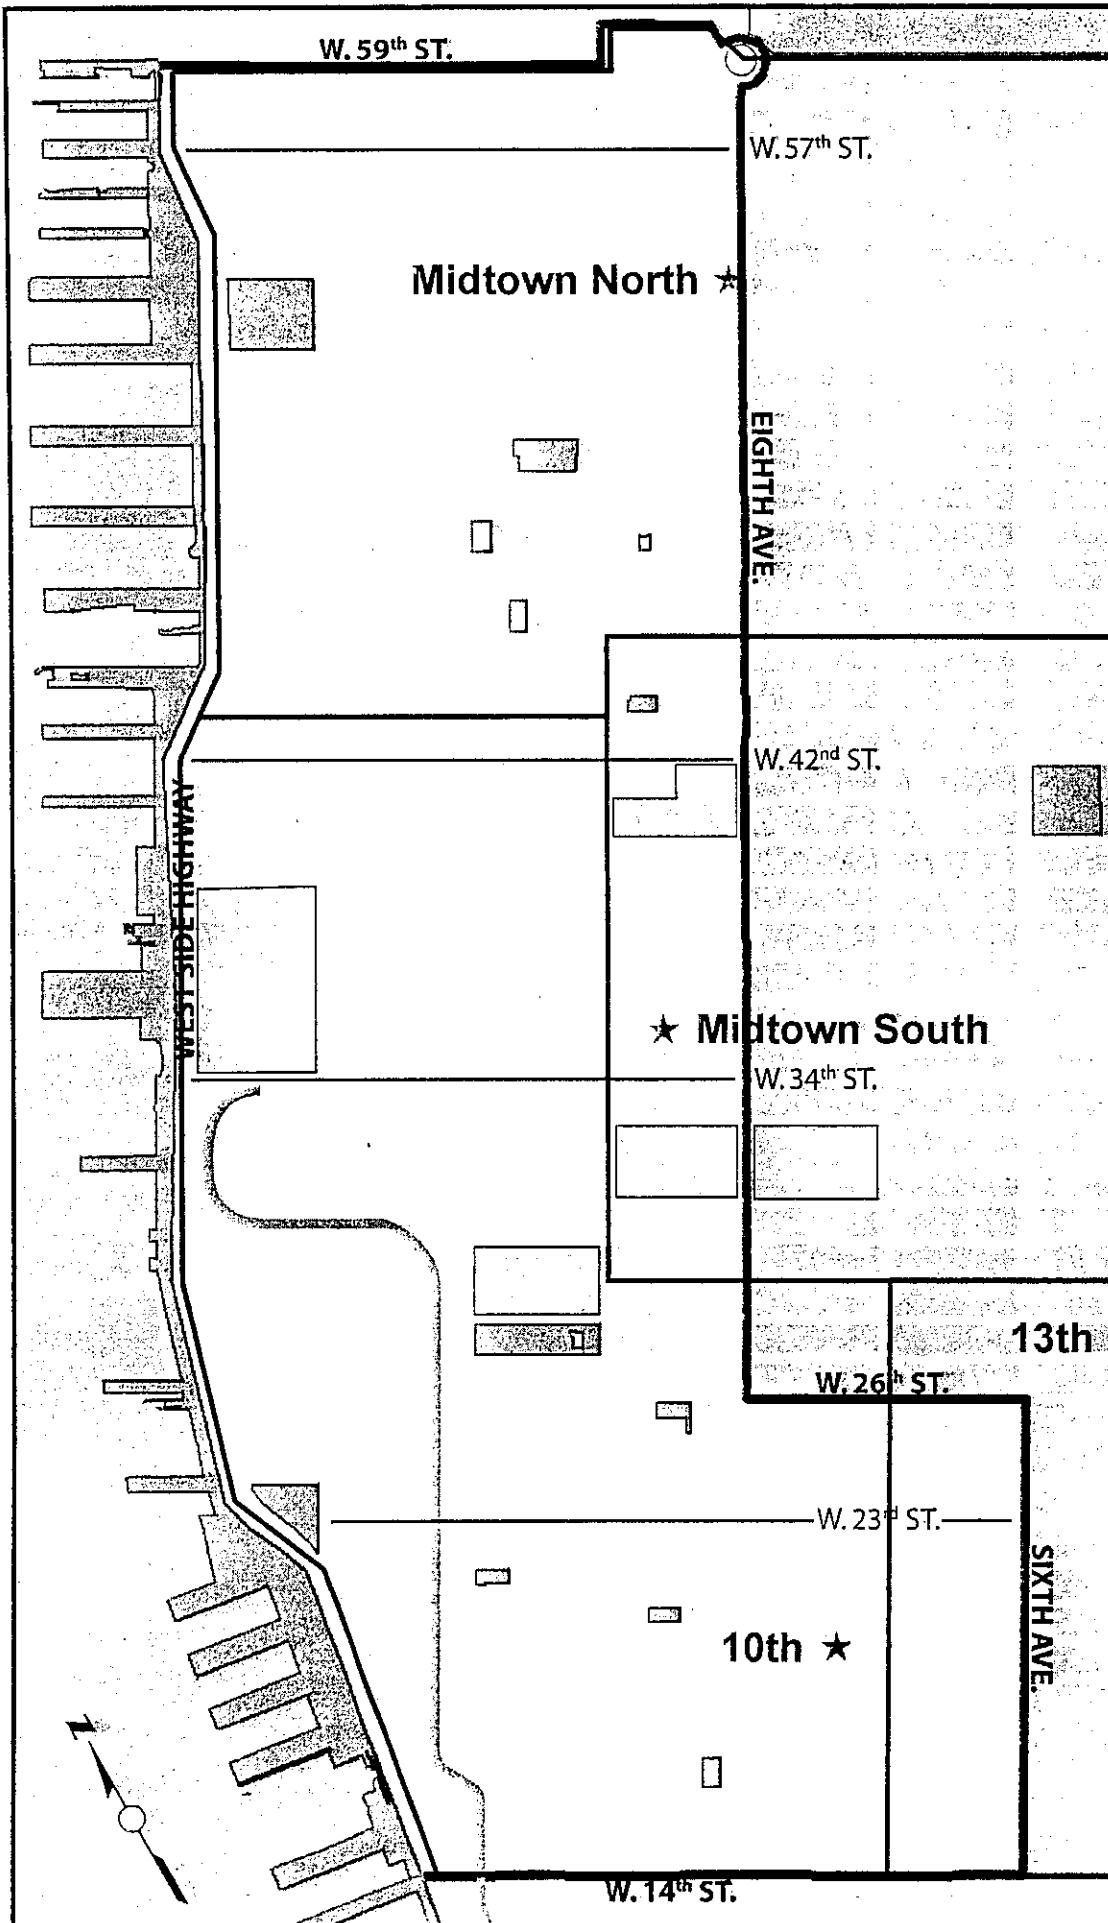 W. 59th ST.
W. 57th ST.
Midtown North
EIGHTH AVE.
W. 42nd ST.
WEST SIDE HIGHWAY
Midtown South
W. 34th ST.
13th
W. 26th ST.
W. 23rd ST.
SIXTH AVE.
10th
N
W. 14th ST.